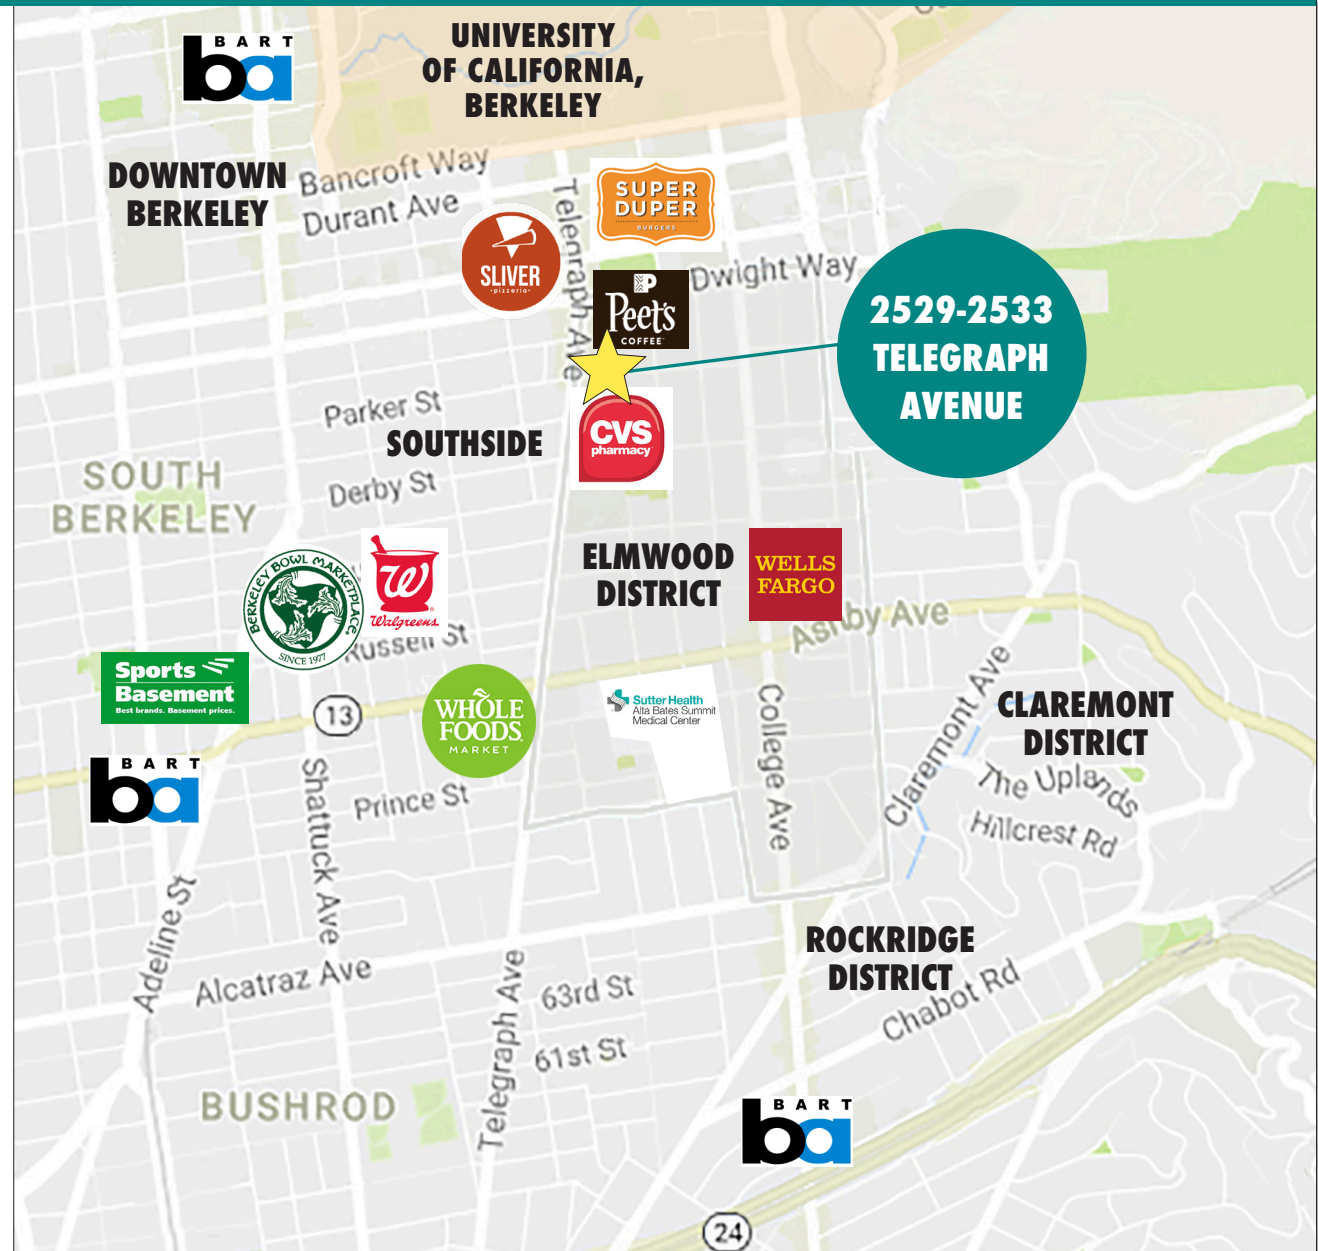 BART
ba
UNIVERSITY
OF CALIFORNIA,
BERKELEY
DOWNTOWN
BERKELEY
Bancroft Way
Durant Ave
Telegraph Ave
SUPER
DUPER
BURGERS
SLIVER
pizzeria
Peet's
COFFEE
Dwight Way
2529-2533
TELEGRAPH
AVENUE
Parker St
SOUTHSIDE
CVS
pharmacy
SOUTH
BERKELEY
Derby St
BERKELEY BOWL MARKETPLACE
SINCE 1977
W
Walgreens
ELMWOOD
DISTRICT
WELLS
FARGO
Ashby Ave
Russell St
Sports
Basement
Best brands. Basement prices.
13
WHOLE
FOODS
MARKET
Sutter Health
Alta Bates Summit
Medical Center
College Ave
Claremont Ave
CLAREMONT
DISTRICT
The Uplands
Hillcrest Rd
BART
ba
Shattuck Ave
Prince St
Adeline St
Alcatraz Ave
Telegraph Ave
63rd St
61st St
ROCKRIDGE
DISTRICT
Chabot Rd
BUSHROD
BART
ba
24